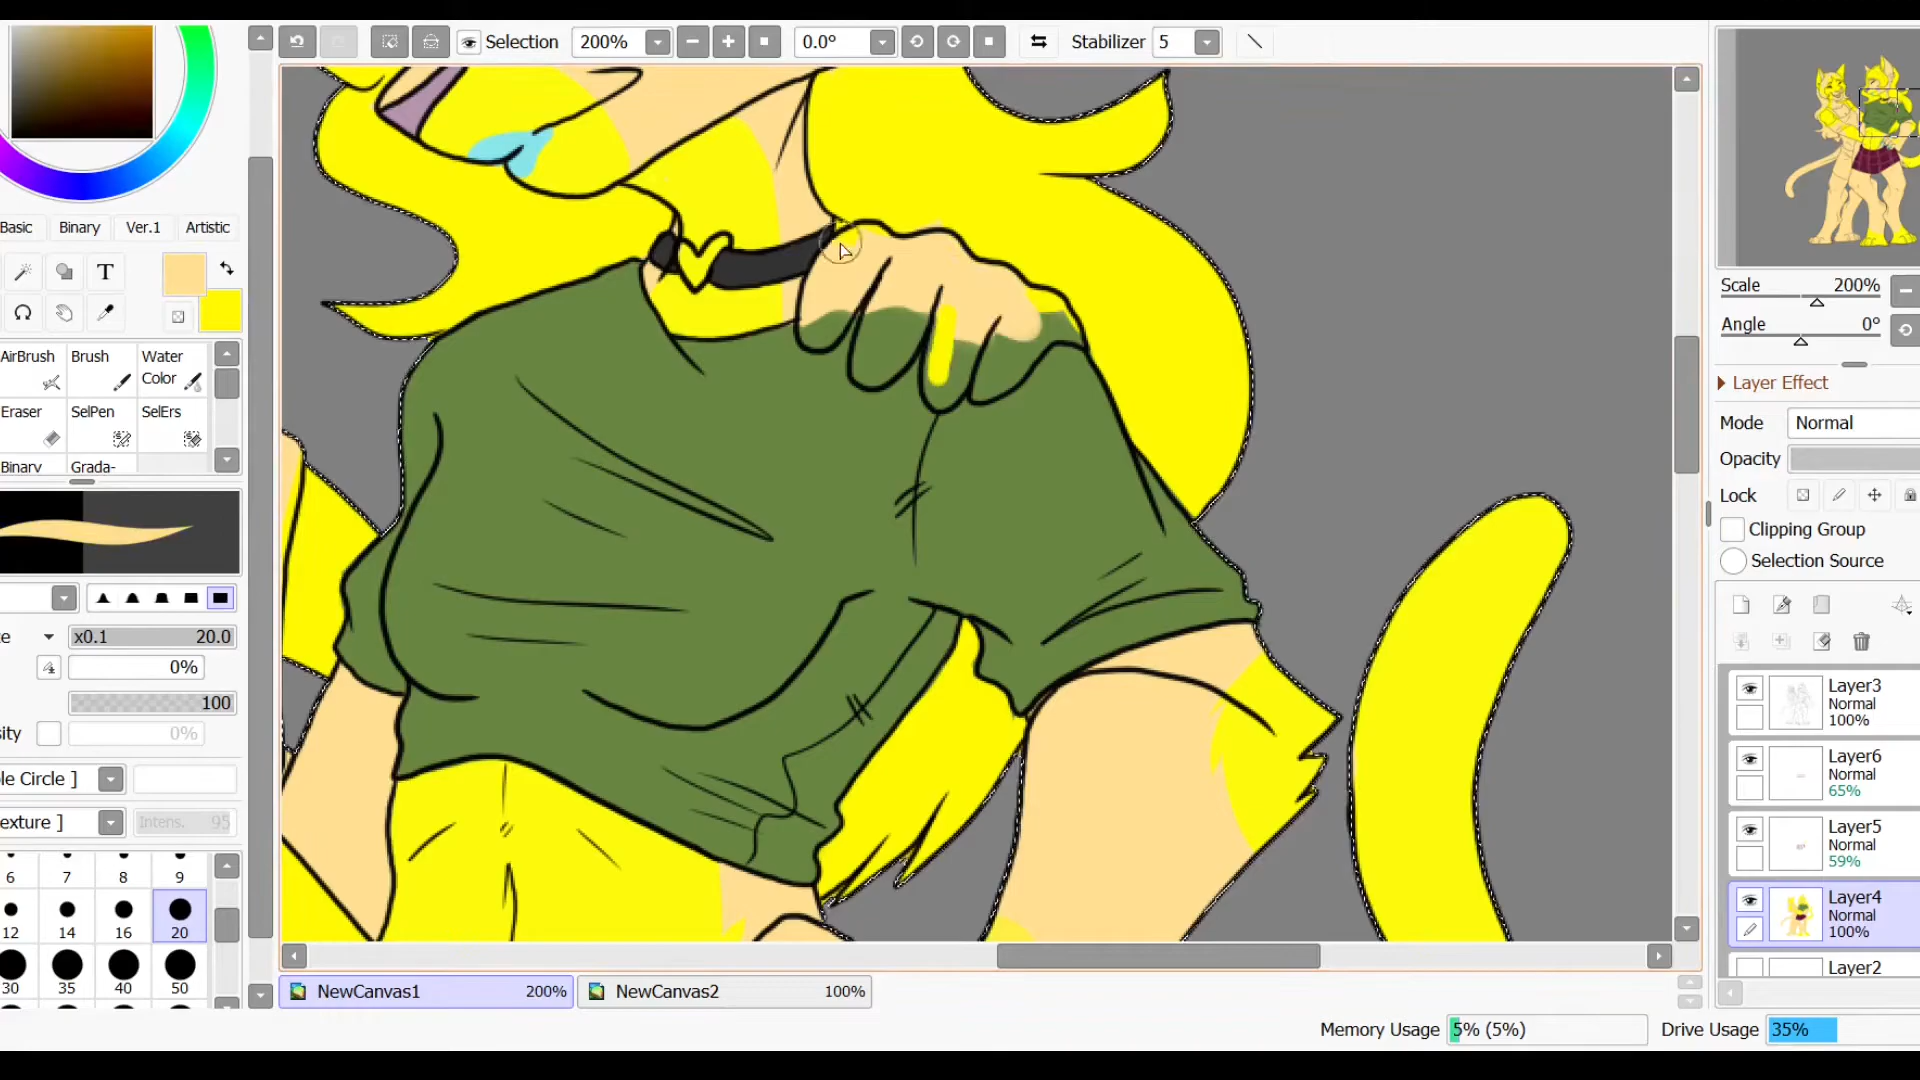 Selection 200% 0.0° Stabilizer 5
Basic Binary Ver.1 Artistic
T
AirBrush Brush Water Color
Eraser SelPen SelErs
Binary Grada-
x0.1 20.0
0%
100
0%
Intens. 95
6 7 8 9
12 14 16 20
30 35 40 50
NewCanvas1 200% NewCanvas2 100%
Memory Usage 5% (5%) Drive Usage 35%
Scale 200%
Angle 0°
Layer Effect
Mode Normal
Opacity
Lock
Clipping Group
Selection Source
Layer3
Normal
100%
Layer6
Normal
65%
Layer5
Normal
59%
Layer4
Normal
100%
Layer2